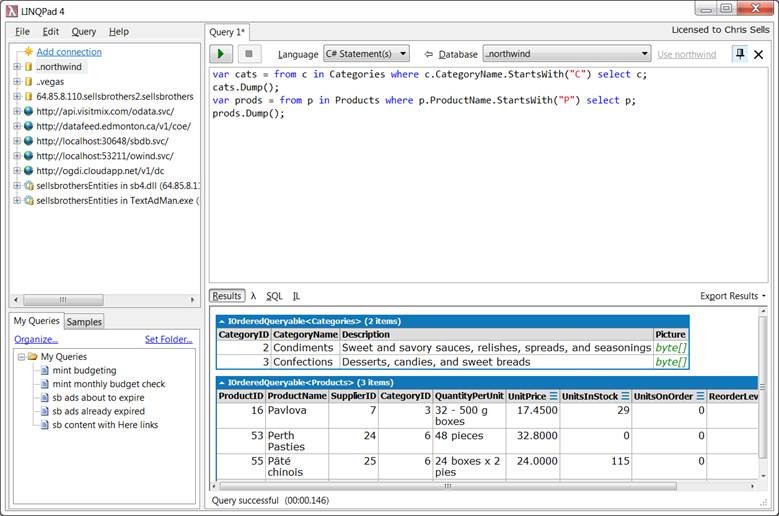 LINQPad 4
File Edit Query Help
Add connection
..northwind
..vegas
64.85.8.110.sellsbrothers2.sellsbrothers
http://api.visitmix.com/odata.svc/
http://datafeed.edmonton.ca/v1/coe/
http://localhost:30648/sbdb.svc/
http://localhost:53211/owind.svc/
http://ogdi.cloudapp.net/v1/dc
sellsbrothersEntities in sb4.dll (64.85.8.11
sellsbrothersEntities in TextAdMan.exe (
My Queries Samples
Organize... Set Folder...
My Queries
mint budgeting
mint monthly budget check
sb ads about to expire
sb ads already expired
sb content with Here links
Query 1* Licensed to Chris Sells
Language C# Statement(s) Database ..northwind Use northwind
var cats = from c in Categories where c.CategoryName.StartsWith("C") select c;
cats.Dump();
var prods = from p in Products where p.ProductName.StartsWith("P") select p;
prods.Dump();
Results λ SQL IL Export Results
IOrderedQueryable<Categories> (2 items)
CategoryID CategoryName Description Picture
2 Condiments Sweet and savory sauces, relishes, spreads, and seasonings byte[]
3 Confections Desserts, candies, and sweet breads byte[]
IOrderedQueryable<Products> (3 items)
ProductID ProductName SupplierID CategoryID QuantityPerUnit UnitPrice UnitsInStock UnitsOnOrder ReorderLev
16 Pavlova 7 3 32 - 500 g boxes 17.4500 29 0
53 Perth Pasties 24 6 48 pieces 32.8000 0 0
55 Pâté chinois 25 6 24 boxes x 2 pies 24.0000 115 0
Query successful (00:00.146)